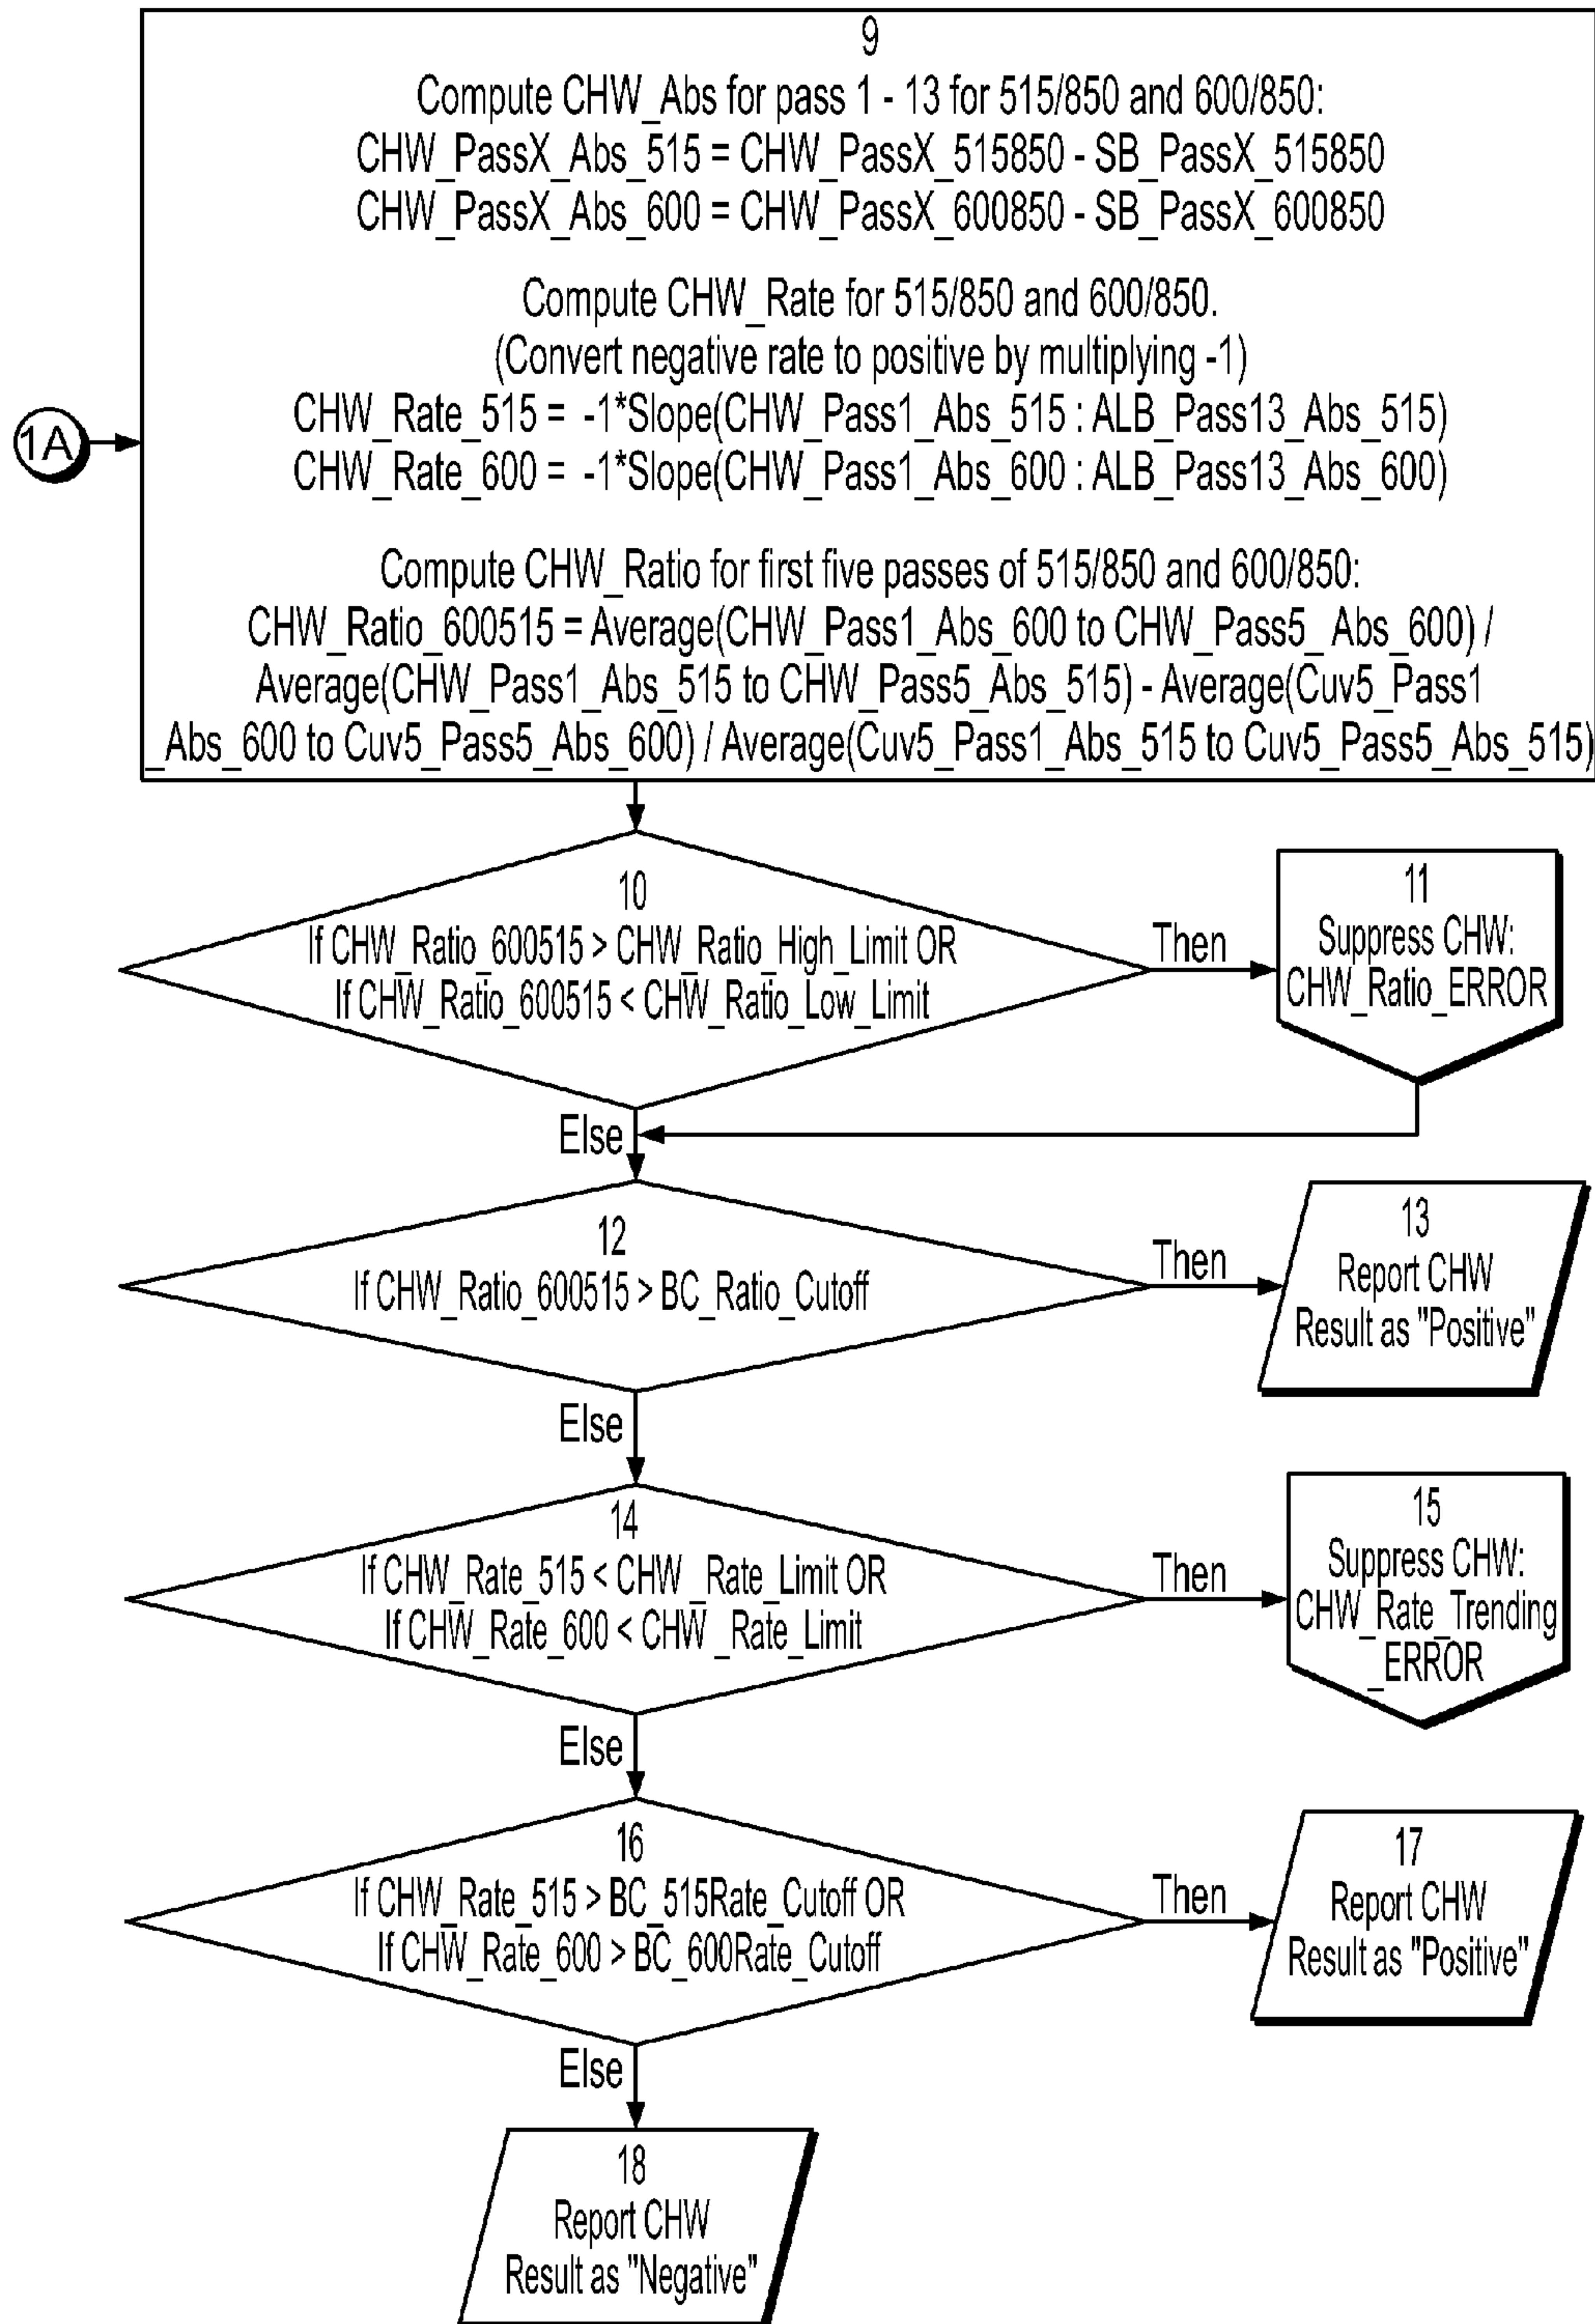 9
Compute CHW_Abs for pass 1 - 13 for 515/850 and 600/850:
CHW_PassX_Abs_515 = CHW_PassX_515850 - SB_PassX_515850
CHW_PassX_Abs_600 = CHW_PassX_600850 - SB_PassX_600850
Compute CHW_Rate for 515/850 and 600/850.
(Convert negative rate to positive by multiplying -1)
CHW_Rate_515 = -1*Slope(CHW_Pass1_Abs_515 : ALB_Pass13_Abs_515)
CHW_Rate_600 = -1*Slope(CHW_Pass1_Abs_600 : ALB_Pass13_Abs_600)
1A
Compute CHW_Ratio for first five passes of 515/850 and 600/850:
CHW_Ratio_600515 = Average(CHW_Pass1_Abs_600 to CHW_Pass5_ Abs_600) /
Average(CHW_Pass1_Abs_515 to CHW_Pass5_Abs_515) - Average(Cuv5_Pass1
_Abs_600 to Cuv5_Pass5_Abs_600) / Average(Cuv5_Pass1_Abs_515 to Cuv5_Pass5_Abs_515)
10
If CHW_Ratio_600515 > CHW_Ratio_High_Limit OR
If CHW_Ratio_600515 < CHW_Ratio_Low_Limit
Then
11
Suppress CHW:
CHW_Ratio_ERROR
Else
12
If CHW_Ratio_600515 > BC_Ratio_Cutoff
Then
13
Report CHW
Result as "Positive"
Else
14
If CHW_Rate_515 < CHW _Rate_Limit OR
If CHW_Rate_600 < CHW _Rate_Limit
Then
15
Suppress CHW:
CHW_Rate_Trending
_ERROR
Else
16
If CHW_Rate_515 > BC_515Rate_Cutoff OR
If CHW_Rate_600 > BC_600Rate_Cutoff
Then
17
Report CHW
Result as "Positive"
Else
18
Report CHW
Result as "Negative"